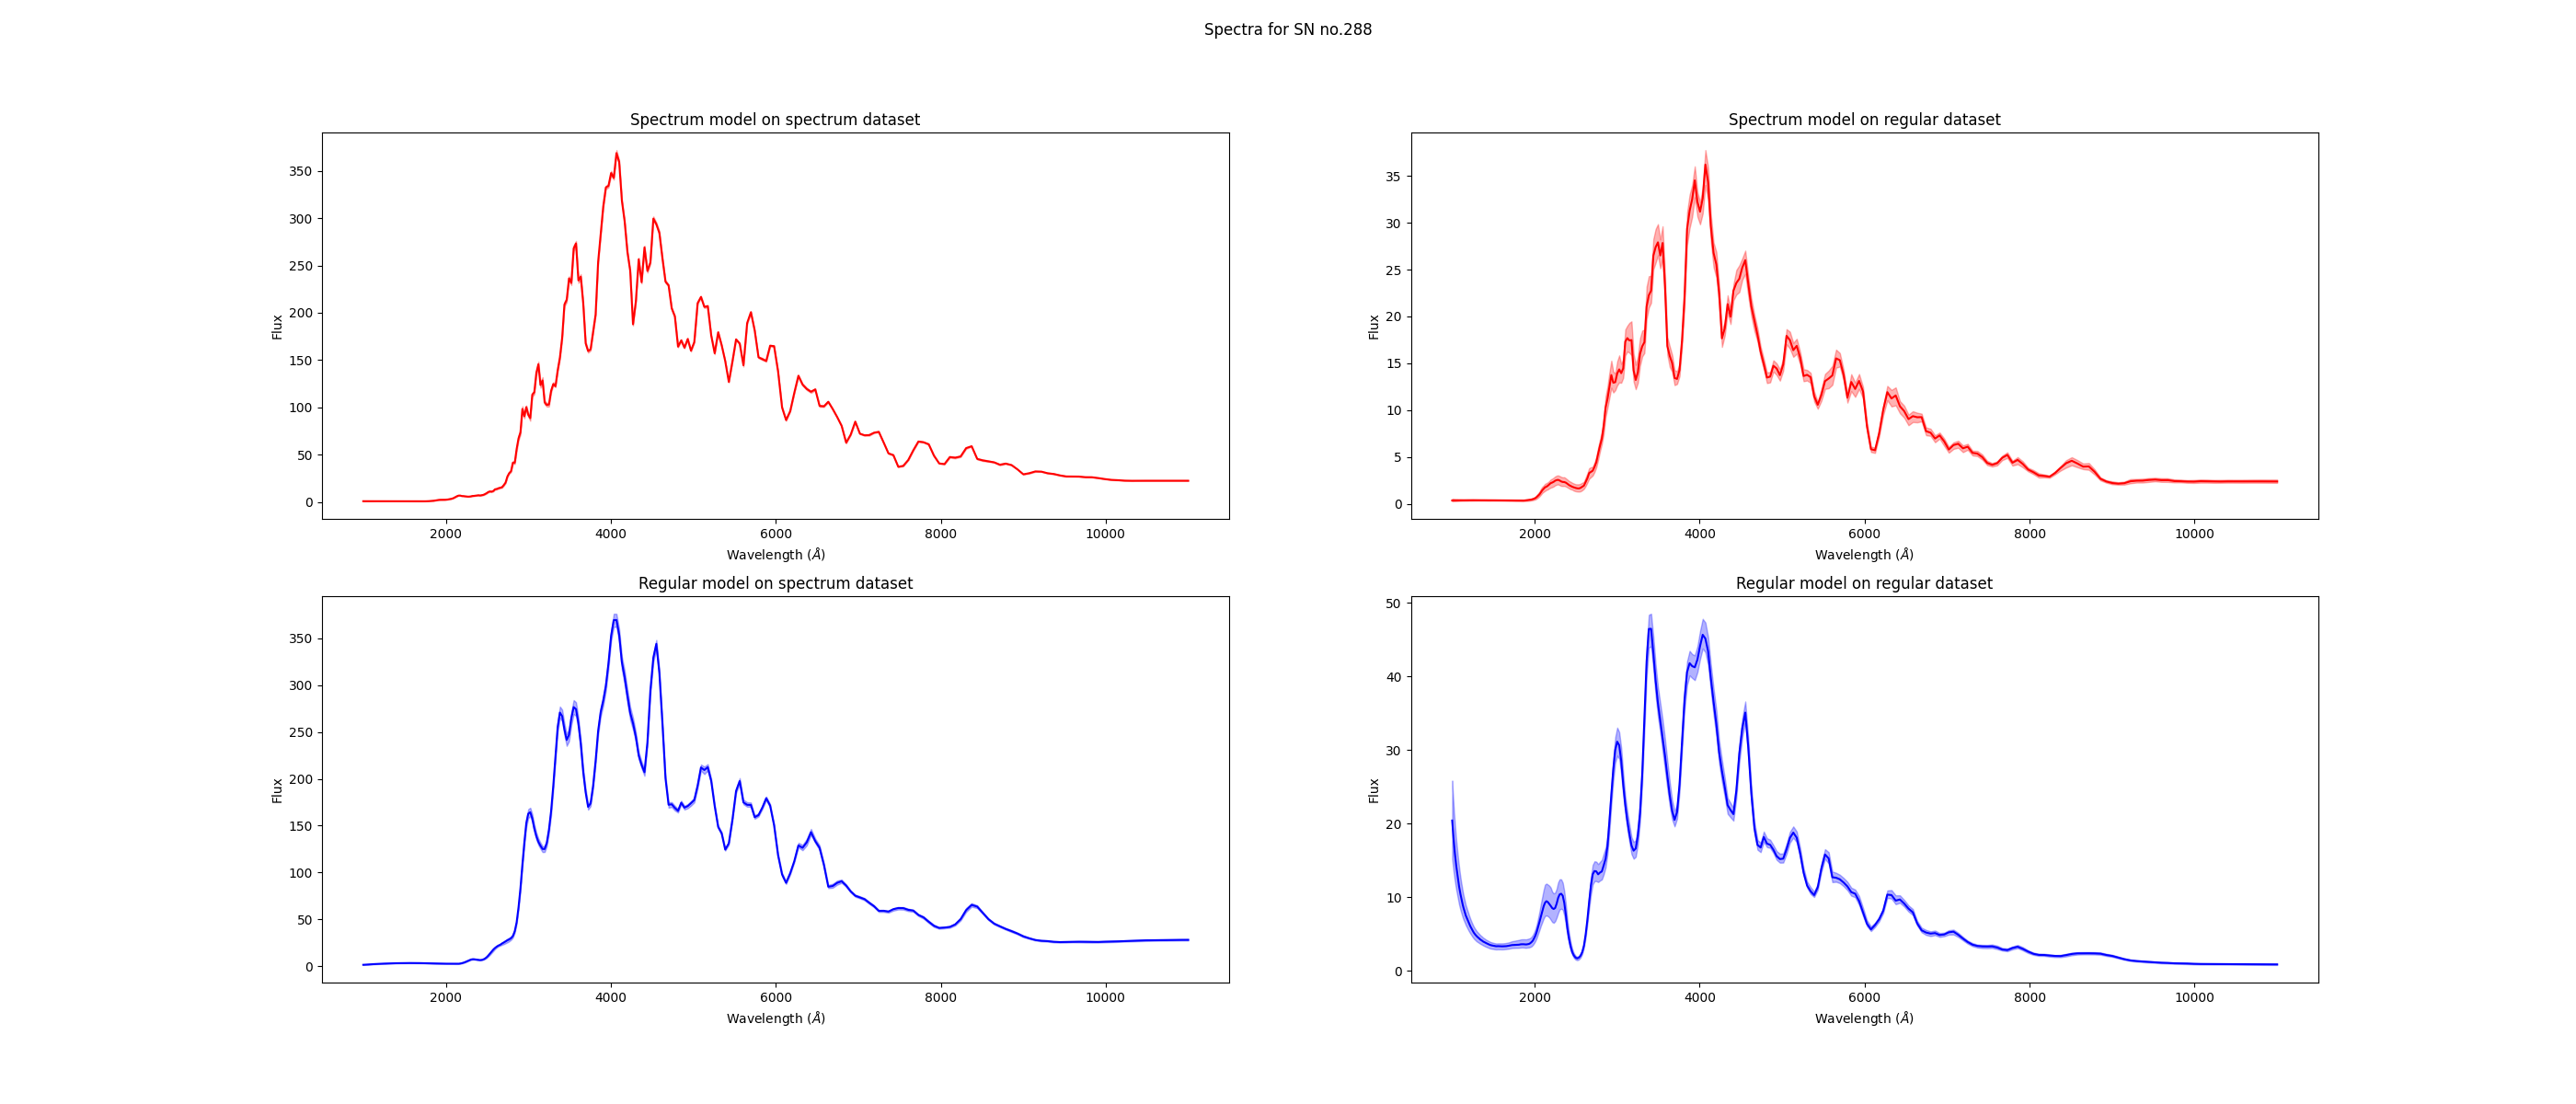 Spectra for SN no.288
Spectrum model on spectrum dataset
350
300
250
200
150
100
50
0
Flux
2000 4000 6000 8000 10000
Wavelength (Å)
Spectrum model on regular dataset
35
30
25
20
15
10
5
0
Flux
2000 4000 6000 8000 10000
Wavelength (Å)
Regular model on spectrum dataset
350
300
250
200
150
100
50
0
Flux
2000 4000 6000 8000 10000
Wavelength (Å)
Regular model on regular dataset
50
40
30
20
10
0
Flux
2000 4000 6000 8000 10000
Wavelength (Å)